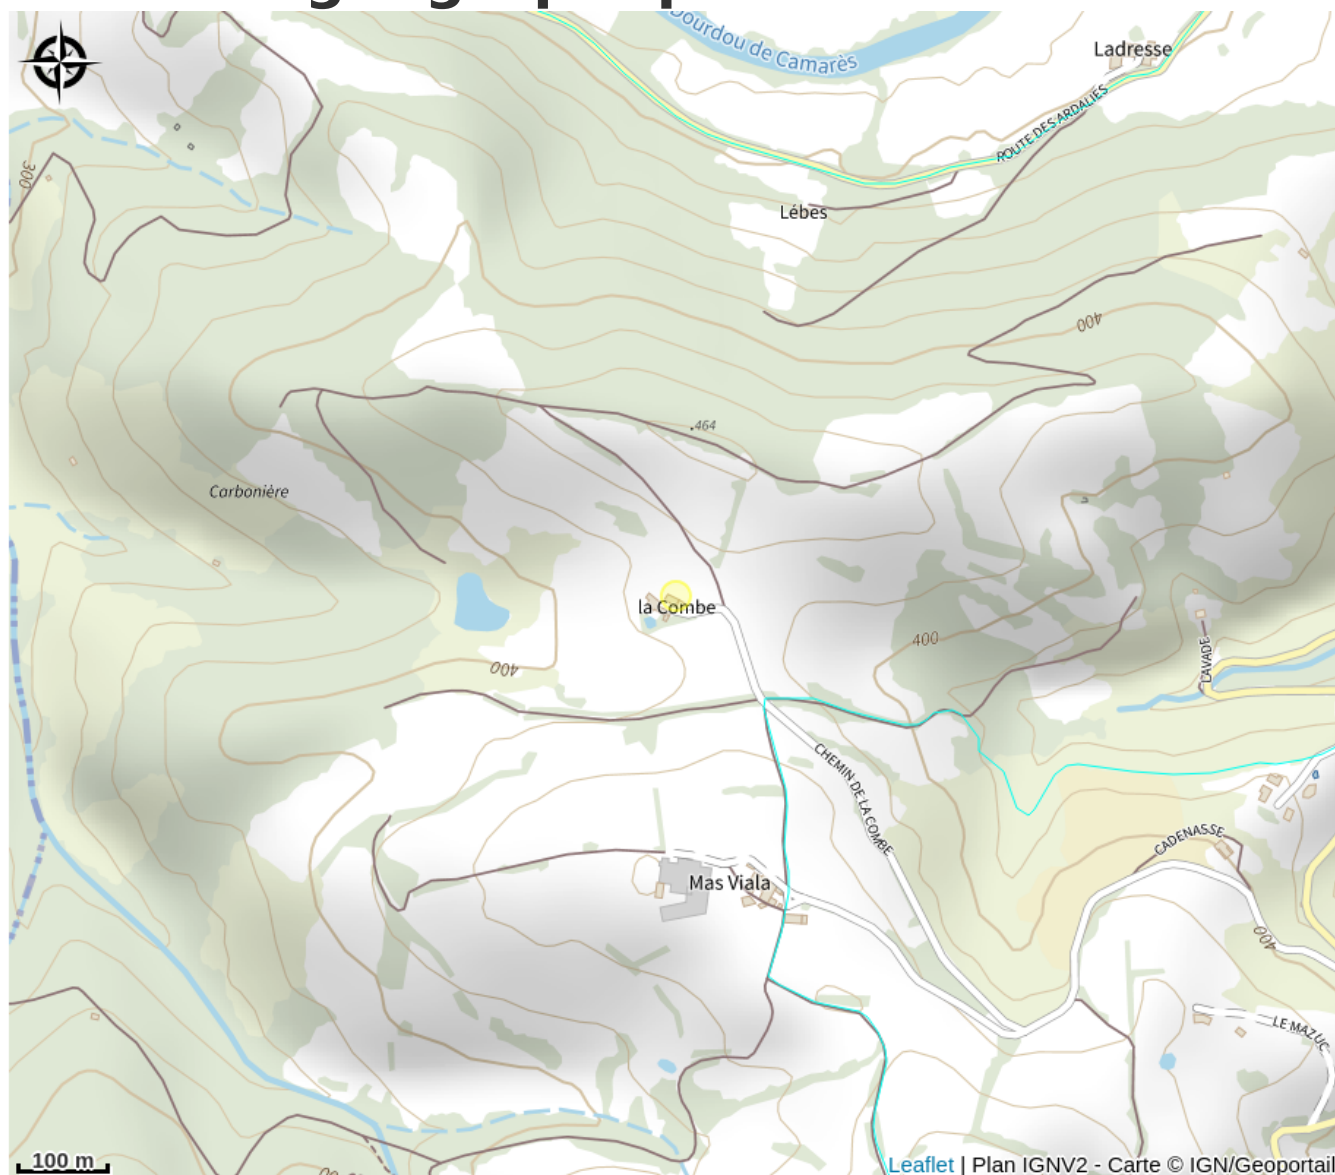 Dourdou de Camarès
Ladresse
ROUTE DES ARDALIES
300
Lébes
400
.464
Carbonière
la Combe
400
400
LAVADE
CHEMIN DE LA COMBE
CADENASSE
Mas Viala
400
LE MAZUC
100 m
Leaflet | Plan IGNV2 - Carte © IGN/Geoportail